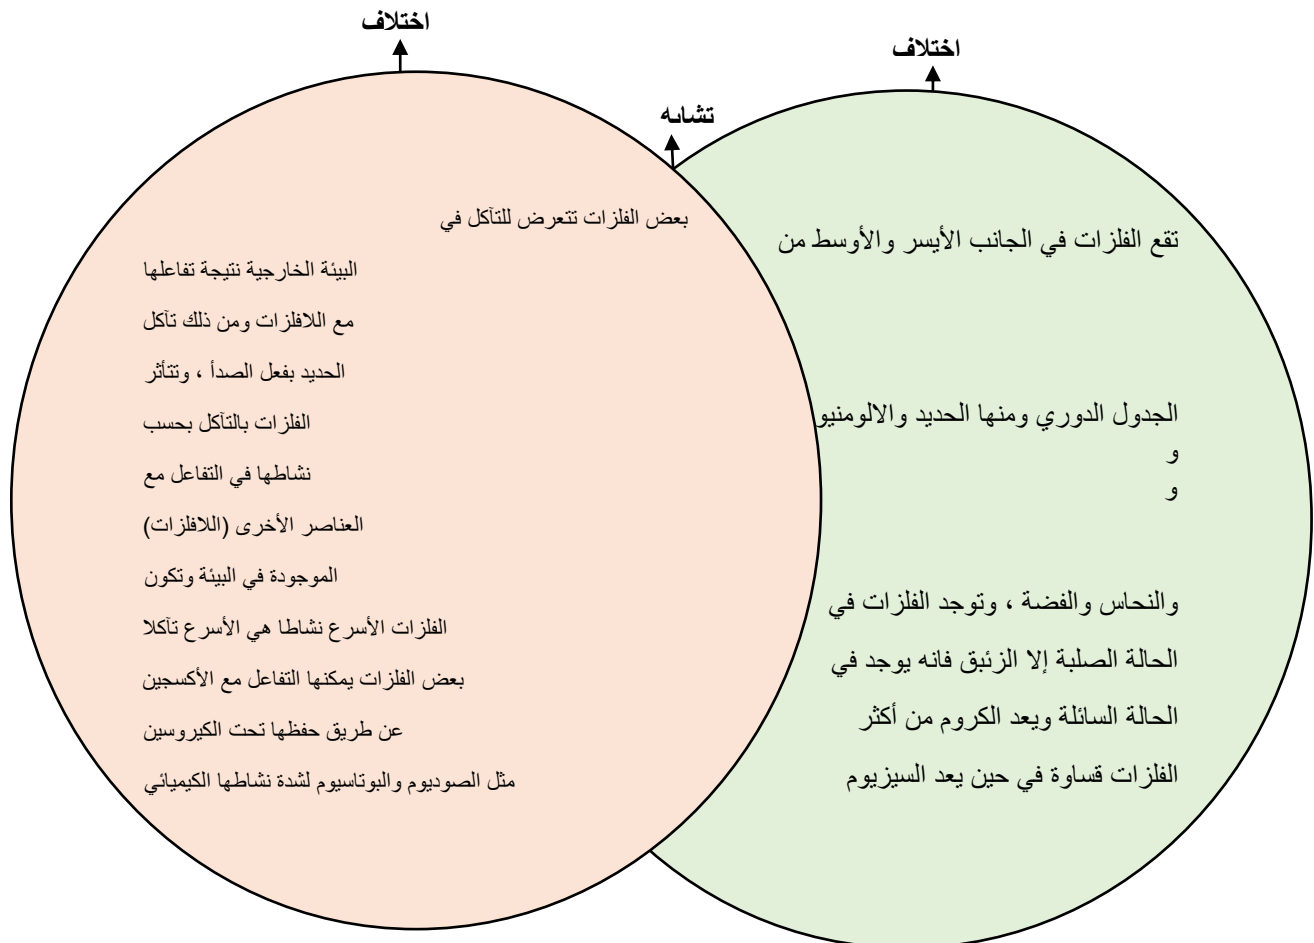 اختلاف
اختلاف
تشابه
تقع الفلزات في الجانب الأيسر والأوسط من
الجدول الدوري ومنها الحديد والالومنيو
و
و
والنحاس والفضة ، وتوجد الفلزات في
الحالة الصلبة إلا الزئبق فانه يوجد في
الحالة السائلة ويعد الكروم من أكثر
الفلزات قساوة في حين يعد السيزيوم
بعض الفلزات تتعرض للتآكل في
البيئة الخارجية نتيجة تفاعلها
مع اللافلزات ومن ذلك تآكل
الحديد بفعل الصدأ ، وتتأثر
الفلزات بالتآكل بحسب
نشاطها في التفاعل مع
العناصر الأخرى (اللافلزات)
الموجودة في البيئة وتكون
الفلزات الأسرع نشاطا هي الأسرع تآكلا
بعض الفلزات يمكنها التفاعل مع الأكسجين
عن طريق حفظها تحت الكيروسين
مثل الصوديوم والبوتاسيوم لشدة نشاطها الكيميائي